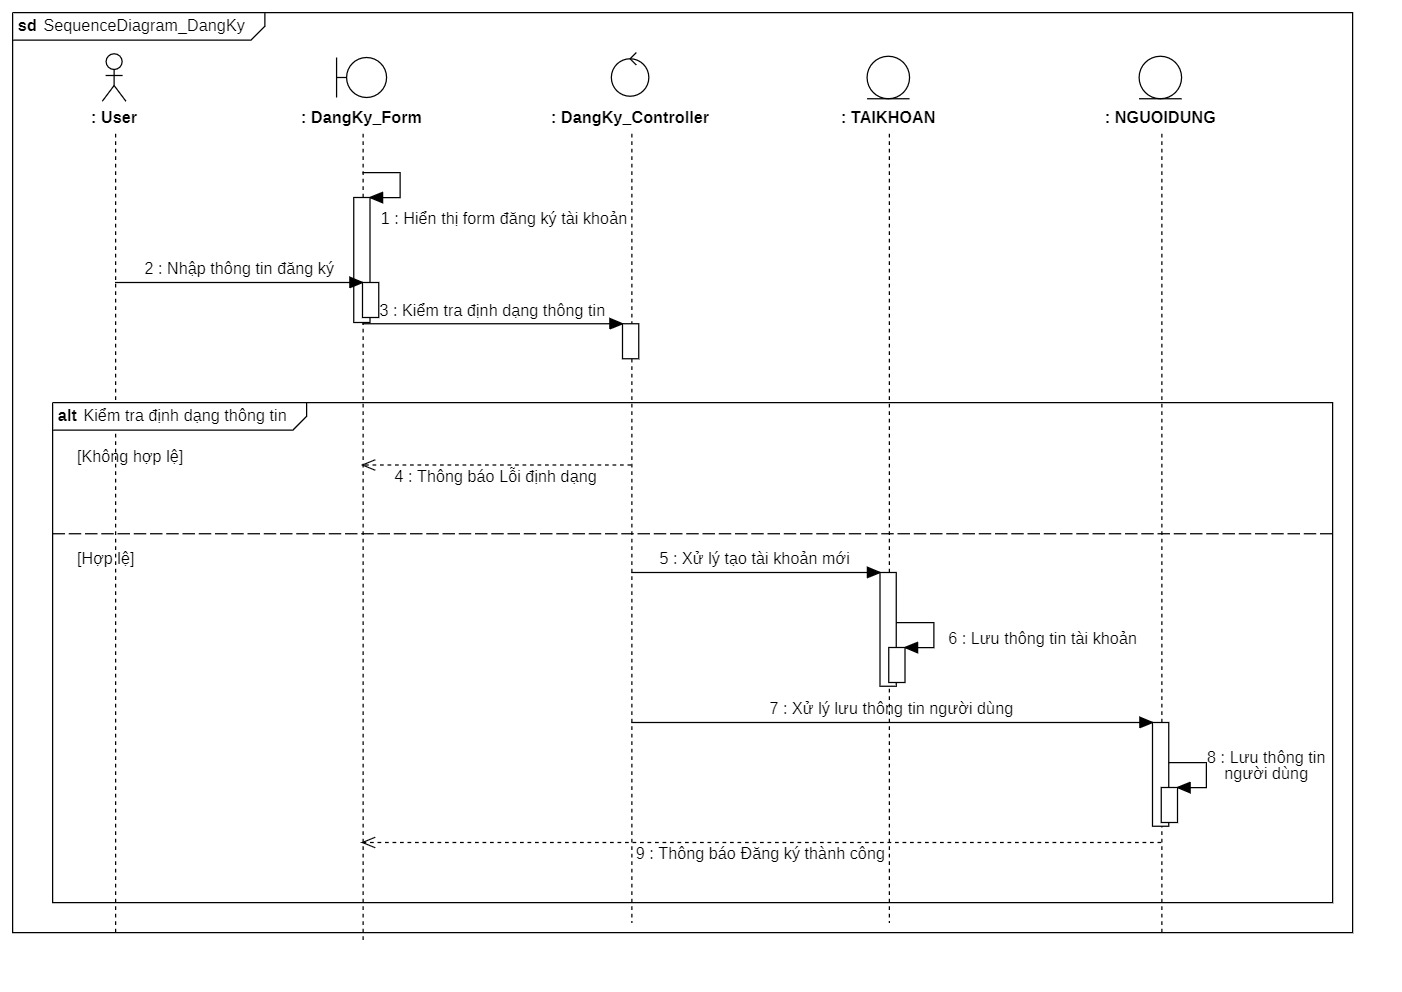 sd SequenceDiagram_DangKy
: User
: DangKy_Form
: DangKy_Controller
: TAIKHOAN
: NGUOIDUNG
1 : Hiển thị form đăng ký tài khoản
2 : Nhập thông tin đăng ký
3 : Kiểm tra định dạng thông tin
alt Kiểm tra định dạng thông tin
[Không hợp lệ]
4 : Thông báo Lỗi định dạng
[Hợp lệ]
5 : Xử lý tạo tài khoản mới
6 : Lưu thông tin tài khoản
7 : Xử lý lưu thông tin người dùng
8 : Lưu thông tin
người dùng
9 : Thông báo Đăng ký thành công